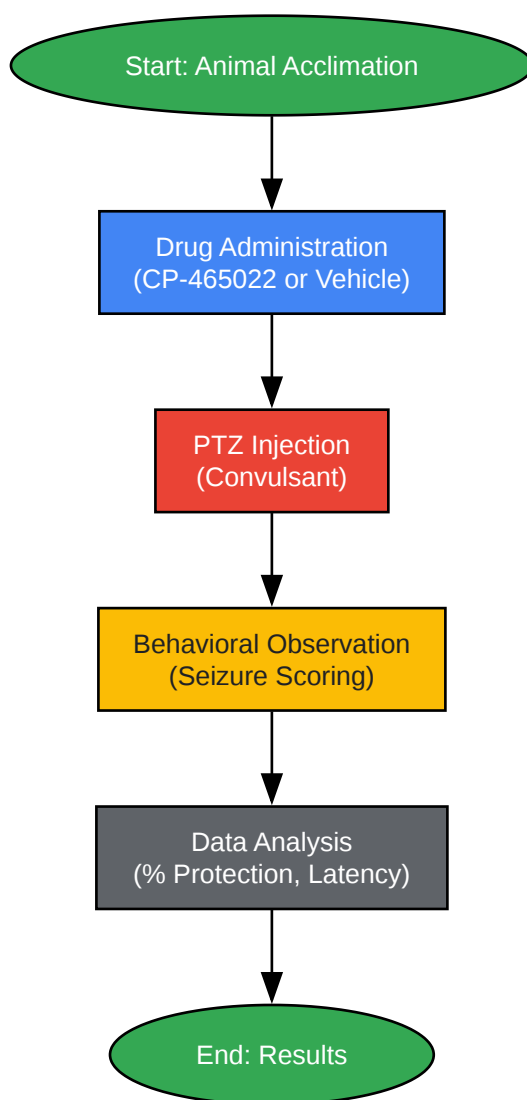 Start: Animal Acclimation
Drug Administration
(CP-465022 or Vehicle)
PTZ Injection
(Convulsant)
Behavioral Observation
(Seizure Scoring)
Data Analysis
(% Protection, Latency)
End: Results